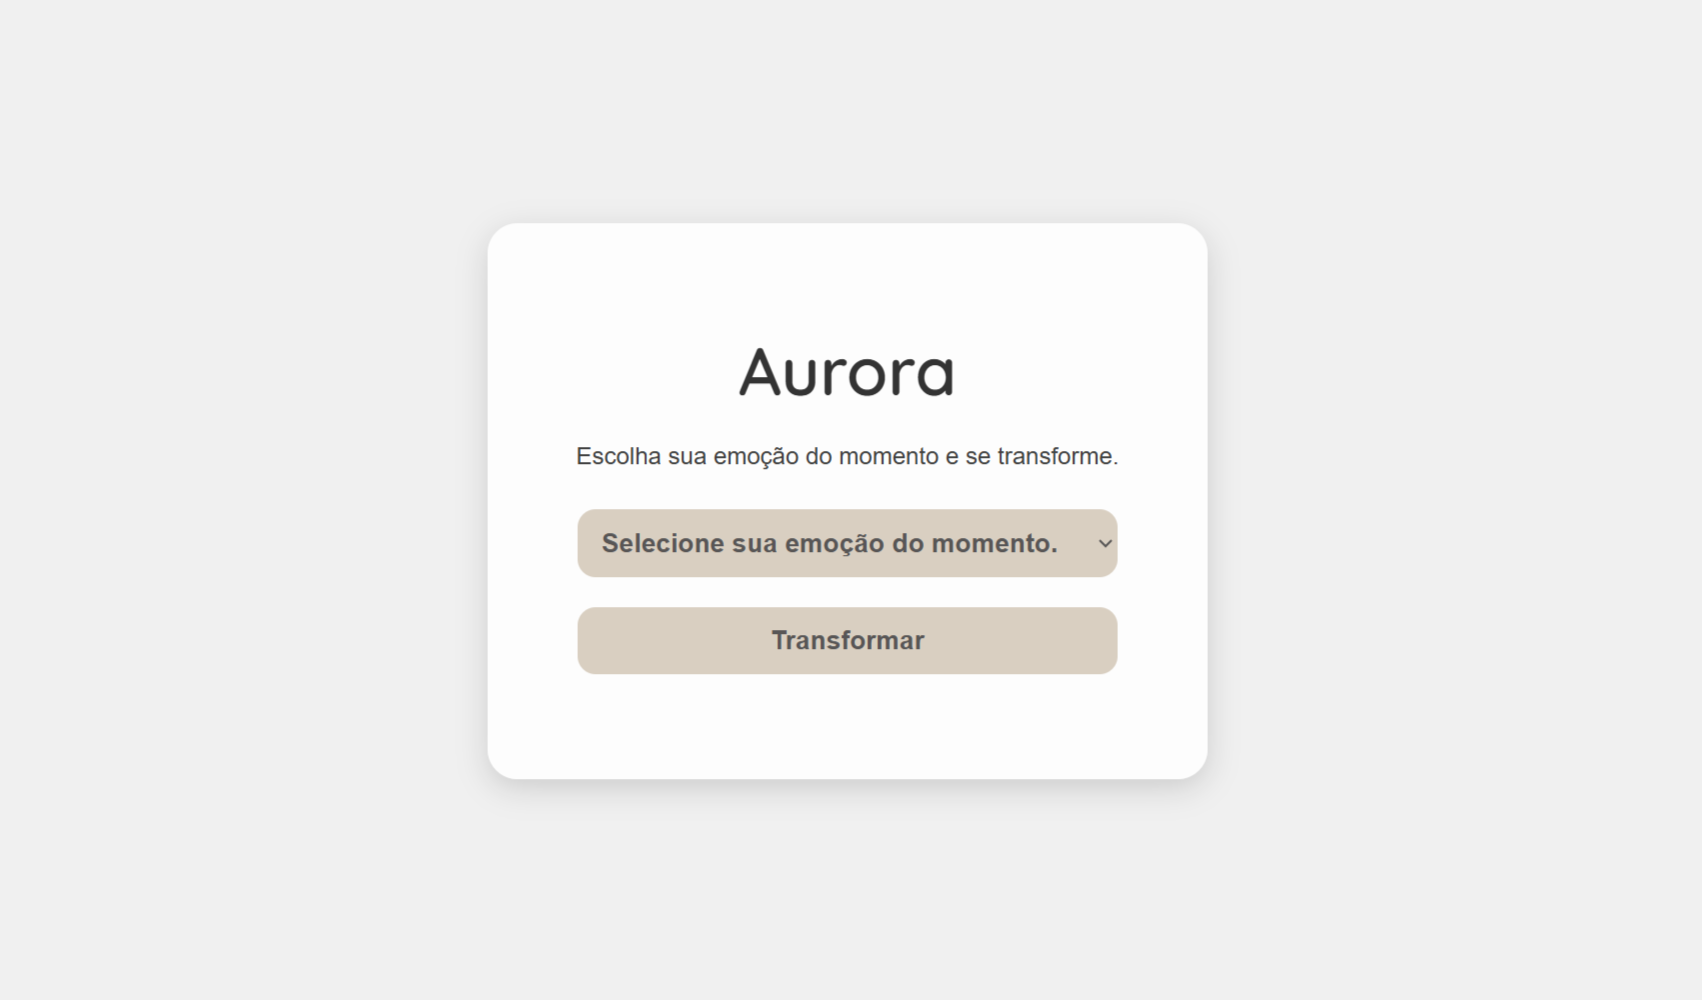 Aurora
Escolha sua emoção do momento e se transforme.
Selecione sua emoção do momento.
Transformar